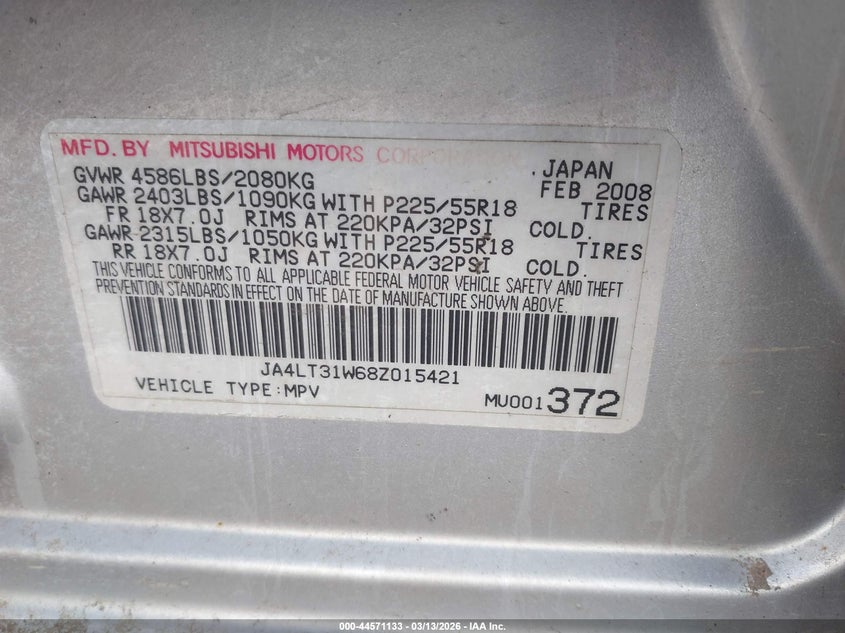 MFD. BY MITSUBISHI MOTORS CORPORATION JAPAN
GVWR 4586LBS/2080KG FEB 2008
GAWR 2403LBS/1090KG WITH P225/55R18 TIRES
FR 18X7.0J RIMS AT 220KPA/32PSI COLD.
GAWR 2315LBS/1050KG WITH P225/55R18 TIRES
RR 18X7.0J RIMS AT 220KPA/32PSI COLD.
THIS VEHICLE CONFORMS TO ALL APPLICABLE FEDERAL MOTOR VEHICLE SAFETY AND THEFT
PREVENTION STANDARDS IN EFFECT ON THE DATE OF MANUFACTURE SHOWN ABOVE.
JA4LT31W68Z015421
VEHICLE TYPE:MPV MU001372
000-44571133 - 03/13/2026 - IAA Inc.